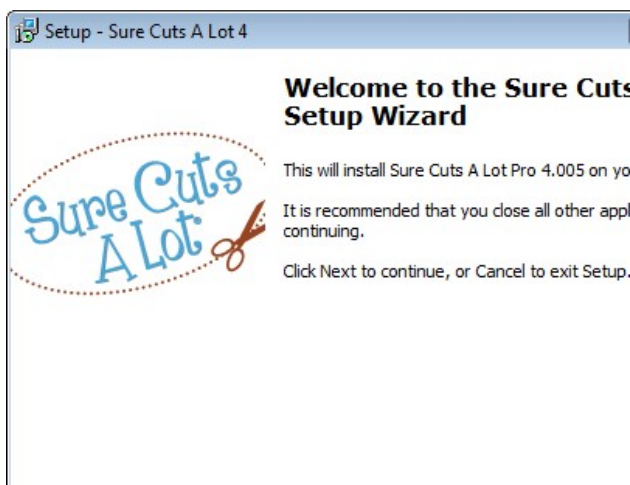 Setup - Sure Cuts A Lot 4
Welcome to the Sure Cuts
Setup Wizard
Sure Cuts
A Lot
This will install Sure Cuts A Lot Pro 4.005 on yo
It is recommended that you close all other appl
continuing.
Click Next to continue, or Cancel to exit Setup.